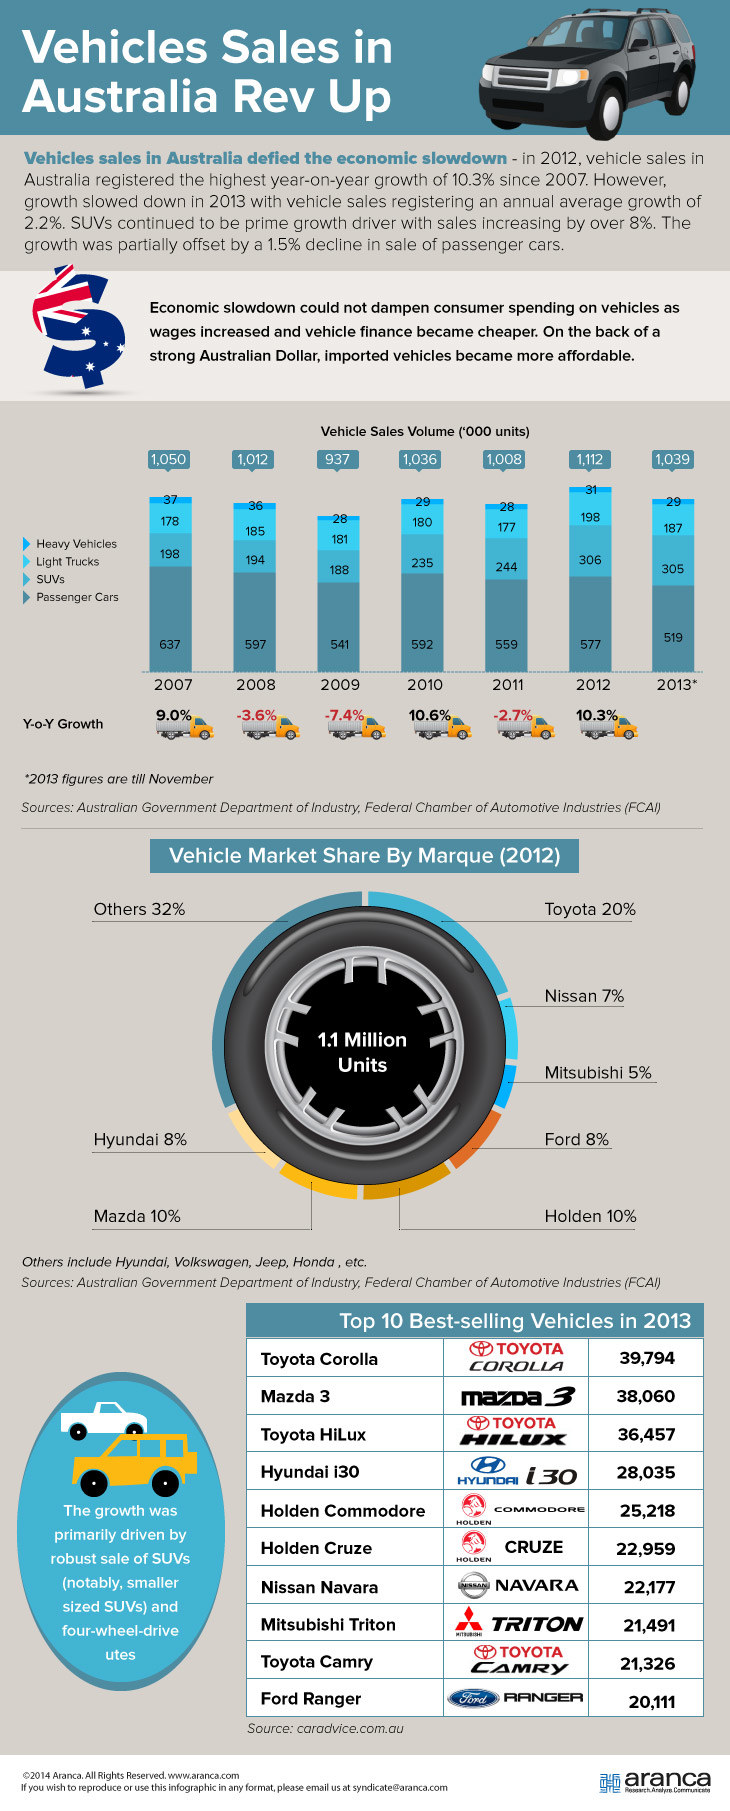 Vehicles Sales in
Australia Rev Up
Vehicles sales in Australia defied the economic slowdown - in 2012, vehicle sales in
Australia registered the highest year-on-year growth of 10.3% since 2007. However,
growth slowed down in 2013 with vehicle sales registering an annual average growth of
2.2%. SUVs continued to be prime growth driver with sales increasing by over 8%. The
growth was partially offset by a 1.5% decline in sale of passenger cars.
Economic slowdown could not dampen consumer spending on vehicles as
wages increased and vehicle finance became cheaper. On the back of a
strong Australian Dollar, imported vehicles became more affordable.
Vehicle Sales Volume ('000 units)
1,050 1,012 937 1,036 1,008 1,112 1,039
37 36 28 29 28 31 29
178 185 181 180 177 198 187
198 194 188 235 244 306 305
637 597 541 592 559 577 519
Heavy Vehicles
Light Trucks
SUVs
Passenger Cars
2007 2008 2009 2010 2011 2012 2013*
Y-o-Y Growth 9.0% -3.6% -7.4% 10.6% -2.7% 10.3%
*2013 figures are till November
Sources: Australian Government Department of Industry, Federal Chamber of Automotive Industries (FCAI)
Vehicle Market Share By Marque (2012)
Others 32% Toyota 20%
Nissan 7%
1.1 Million
Units
Mitsubishi 5%
Hyundai 8% Ford 8%
Mazda 10% Holden 10%
Others include Hyundai, Volkswagen, Jeep, Honda , etc.
Sources: Australian Government Department of Industry, Federal Chamber of Automotive Industries (FCAI)
Top 10 Best-selling Vehicles in 2013
Toyota Corolla TOYOTA COROLLA 39,794
Mazda 3 mazda 3 38,060
Toyota HiLux TOYOTA HILUX 36,457
Hyundai i30 HYUNDAI i30 28,035
Holden Commodore HOLDEN COMMODORE 25,218
Holden Cruze HOLDEN CRUZE 22,959
Nissan Navara NISSAN NAVARA 22,177
Mitsubishi Triton MITSUBISHI TRITON 21,491
Toyota Camry TOYOTA CAMRY 21,326
Ford Ranger Ford RANGER 20,111
The growth was
primarily driven by
robust sale of SUVs
(notably, smaller
sized SUVs) and
four-wheel-drive
utes
Source: caradvice.com.au
©2014 Aranca. All Rights Reserved. www.aranca.com
If you wish to reproduce or use this infographic in any format, please email us at syndicate@aranca.com
aranca
Research.Analyze.Communicate